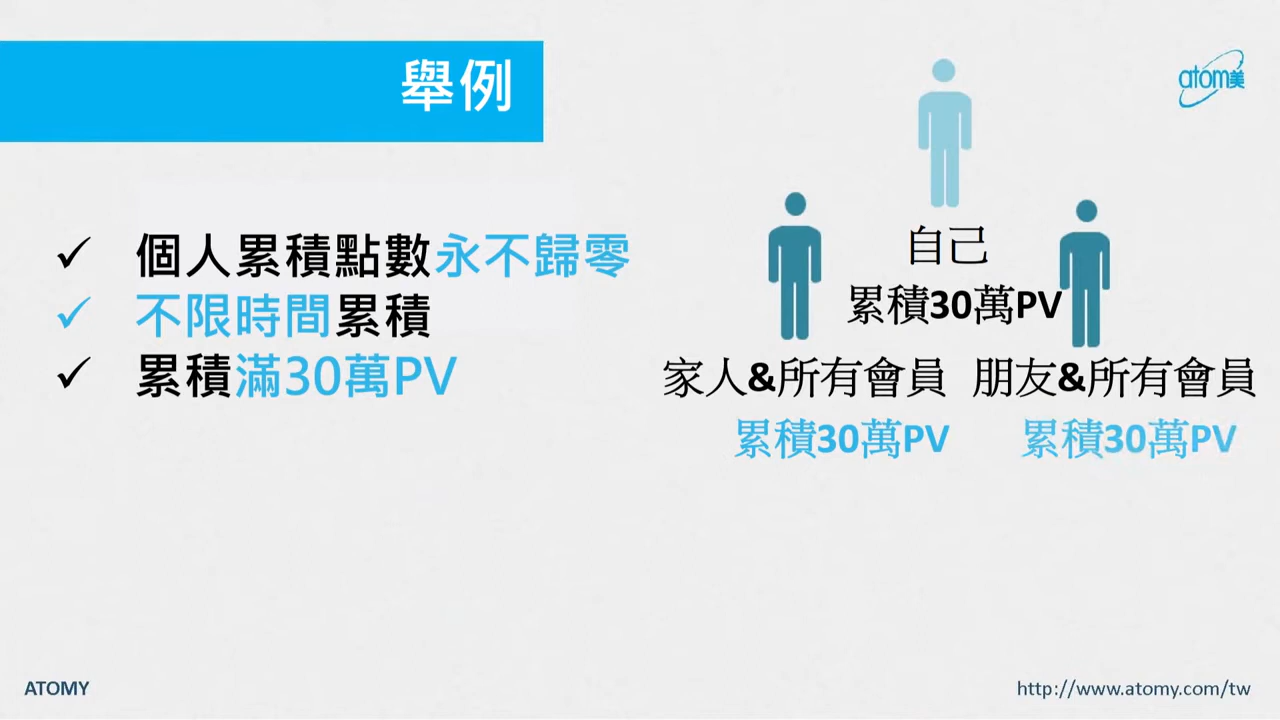 舉例
atom美
✓ 個人累積點數永不歸零
✓ 不限時間累積
✓ 累積滿30萬PV
自己
累積30萬PV
家人&所有會員
累積30萬PV
朋友&所有會員
累積30萬PV
ATOMY
http://www.atomy.com/tw